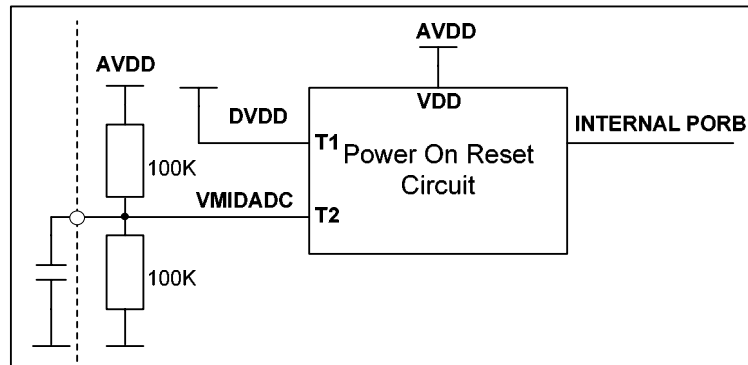 AVDD
AVDD
VDD
DVDD
INTERNAL PORB
T1
100K
Power On Reset
Circuit
VMIDADC
T2
100K